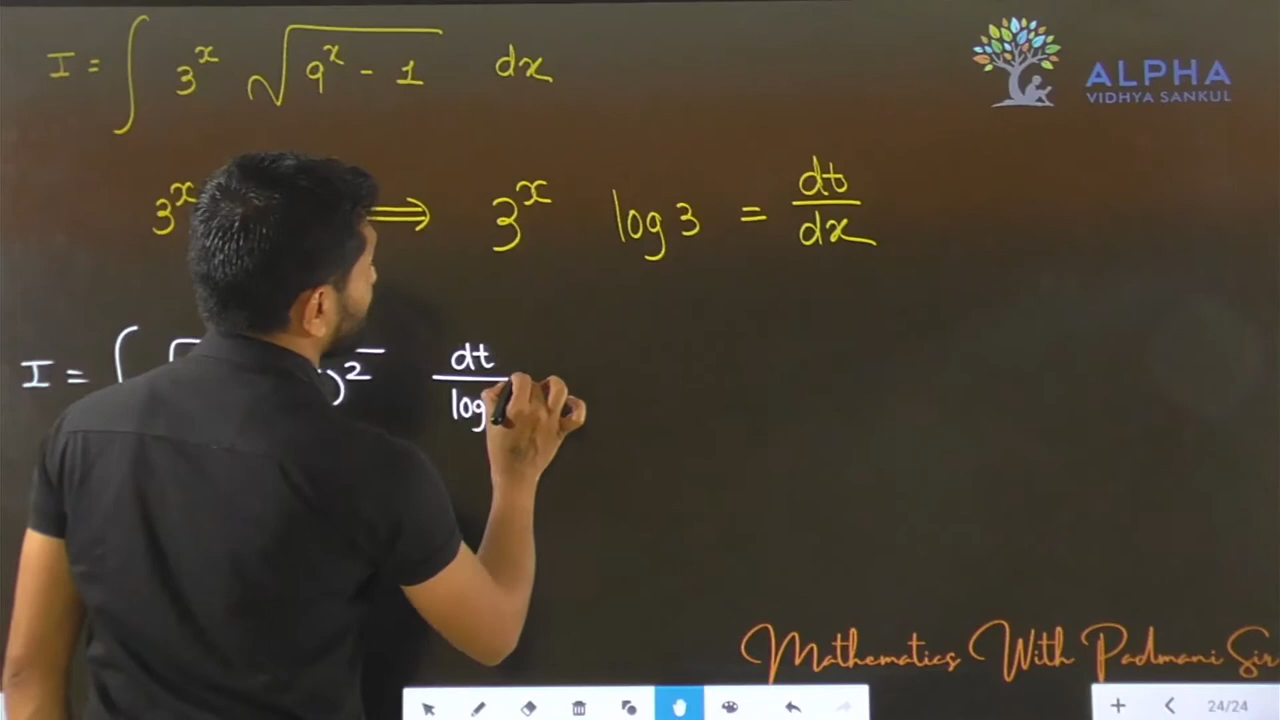 I = ∫ 3^x √(9^x - 1) dx
ALPHA
VIDHYA SANKUL
3^x ⟹ 3^x log 3 = dt/dx
I = ∫ √ )^2 dt/log
Mathematics With Padmani Sir
24/24